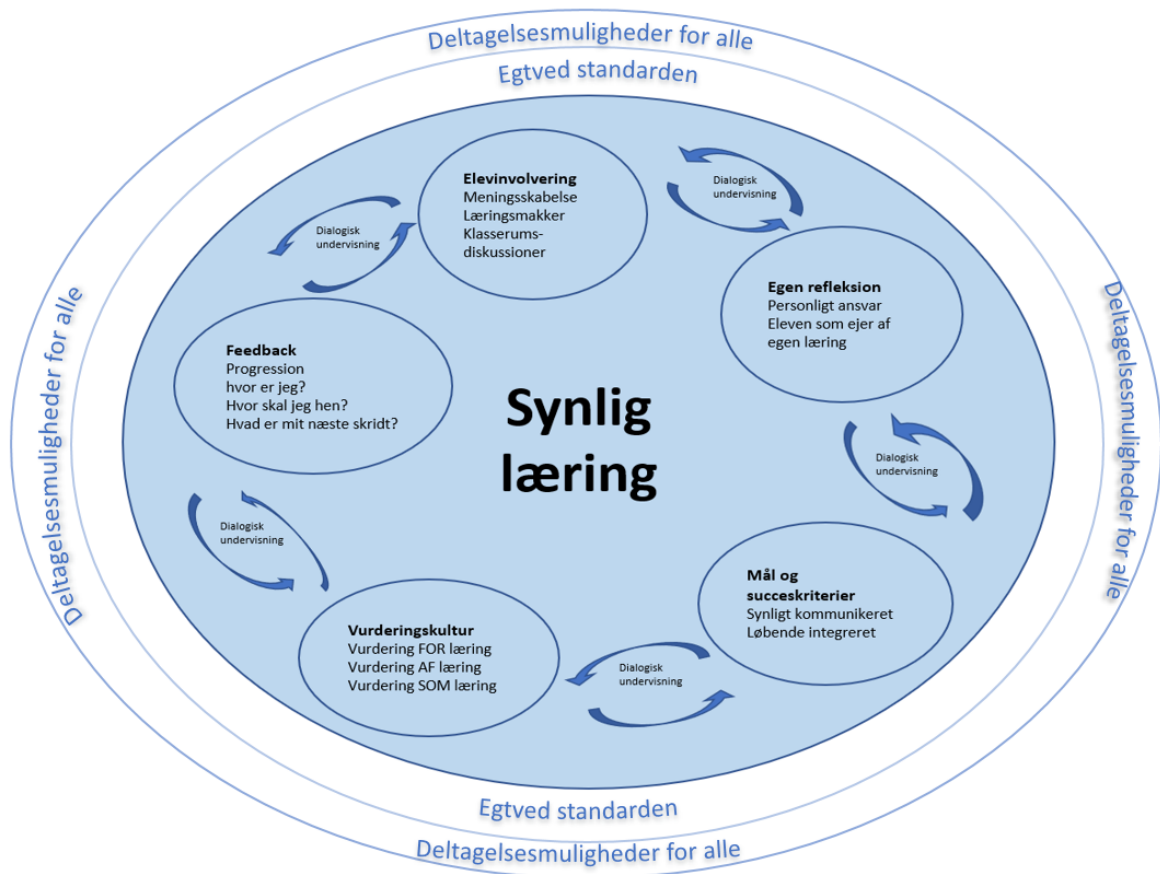 Deltagelsesmuligheder for alle
Egtved standarden
Elevinvolvering
Meningsskabelse
Læringsmakker
Klasserums-
diskussioner
Dialogisk
undervisning
Dialogisk
undervisning
Egen refleksion
Personligt ansvar
Eleven som ejer af
egen læring
Deltagelsesmuligheder for alle
Deltagelsesmuligheder for alle
Feedback
Progression
hvor er jeg?
Hvor skal jeg hen?
Hvad er mit næste skridt?
Synlig
læring
Dialogisk
undervisning
Dialogisk
undervisning
Mål og
succeskriterier
Synligt kommunikeret
Løbende integreret
Vurderingskultur
Vurdering FOR læring
Vurdering AF læring
Vurdering SOM læring
Dialogisk
undervisning
Egtved standarden
Deltagelsesmuligheder for alle